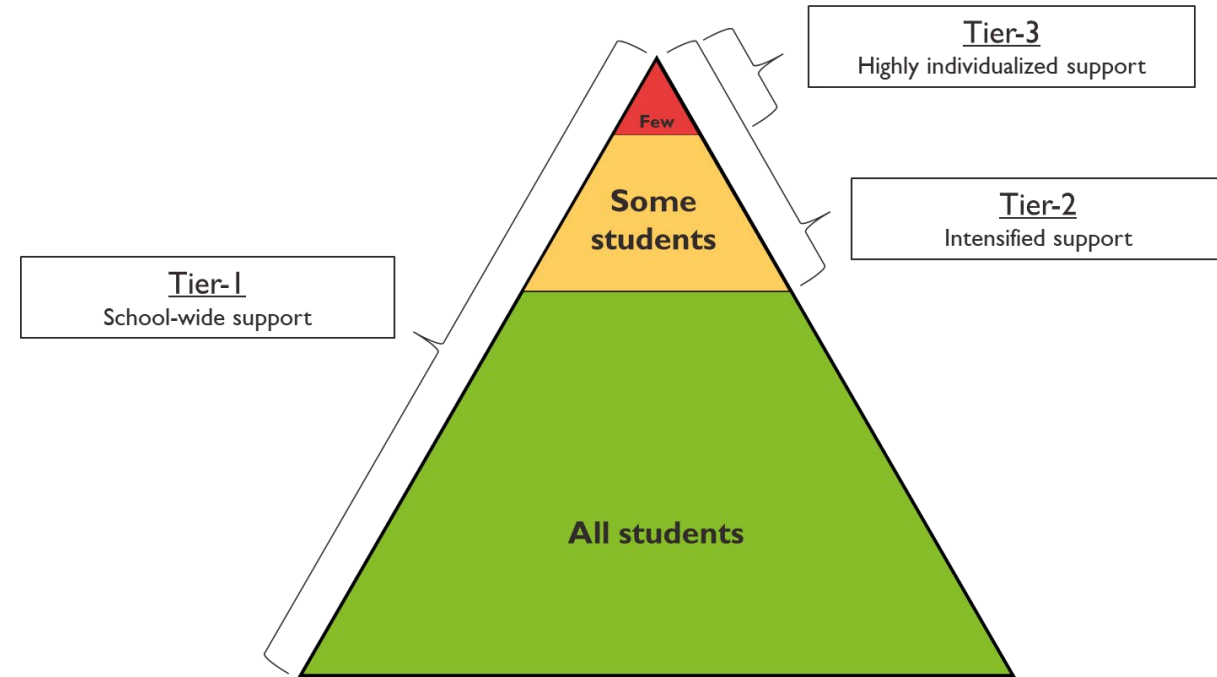 Tier-3
Highly individualized support
Few
Some
students
Tier-2
Intensified support
Tier-1
School-wide support
All students